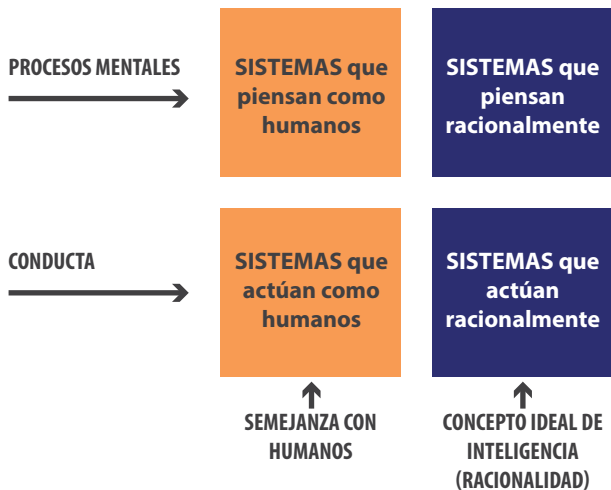 PROCESOS MENTALES
SISTEMAS que
piensan como
humanos
SISTEMAS que
piensan
racionalmente
CONDUCTA
SISTEMAS que
actúan como
humanos
SISTEMAS que
actúan
racionalmente
SEMEJANZA CON
HUMANOS
CONCEPTO IDEAL DE
INTELIGENCIA
(RACIONALIDAD)